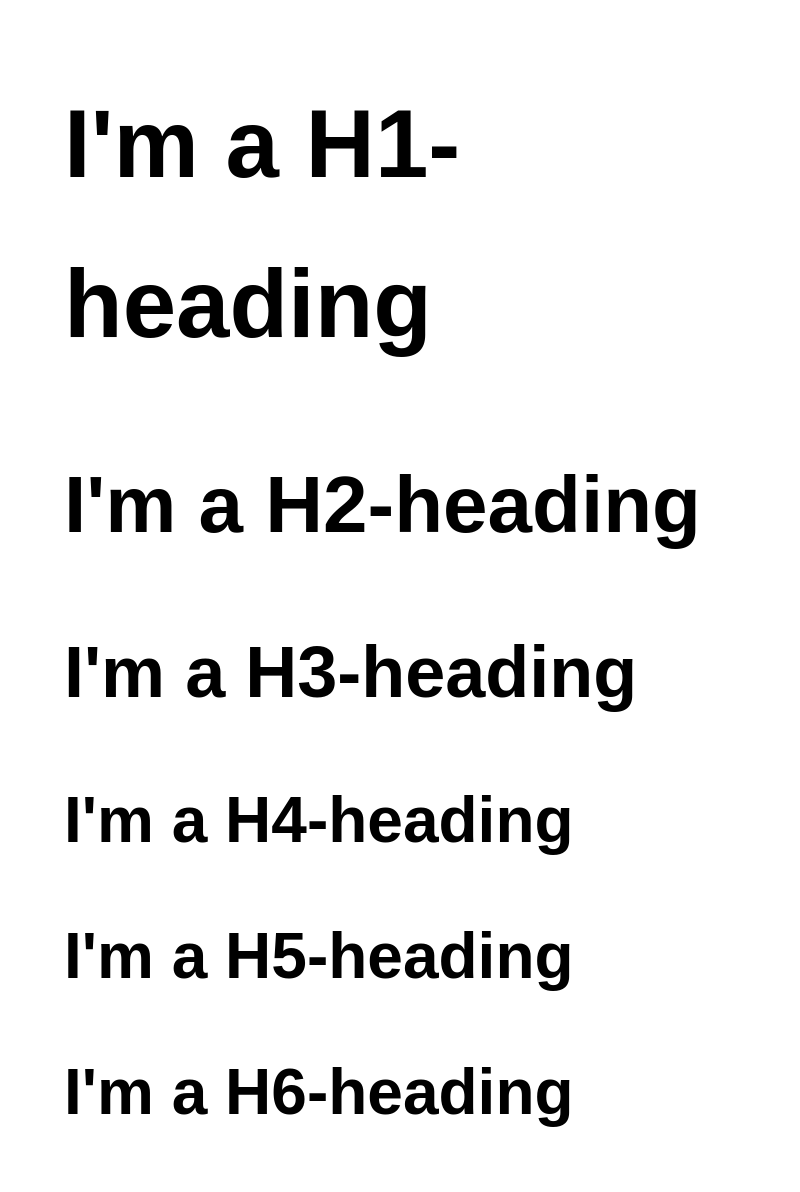 I'm a H1-
heading
I'm a H2-heading
I'm a H3-heading
I'm a H4-heading
I'm a H5-heading
I'm a H6-heading